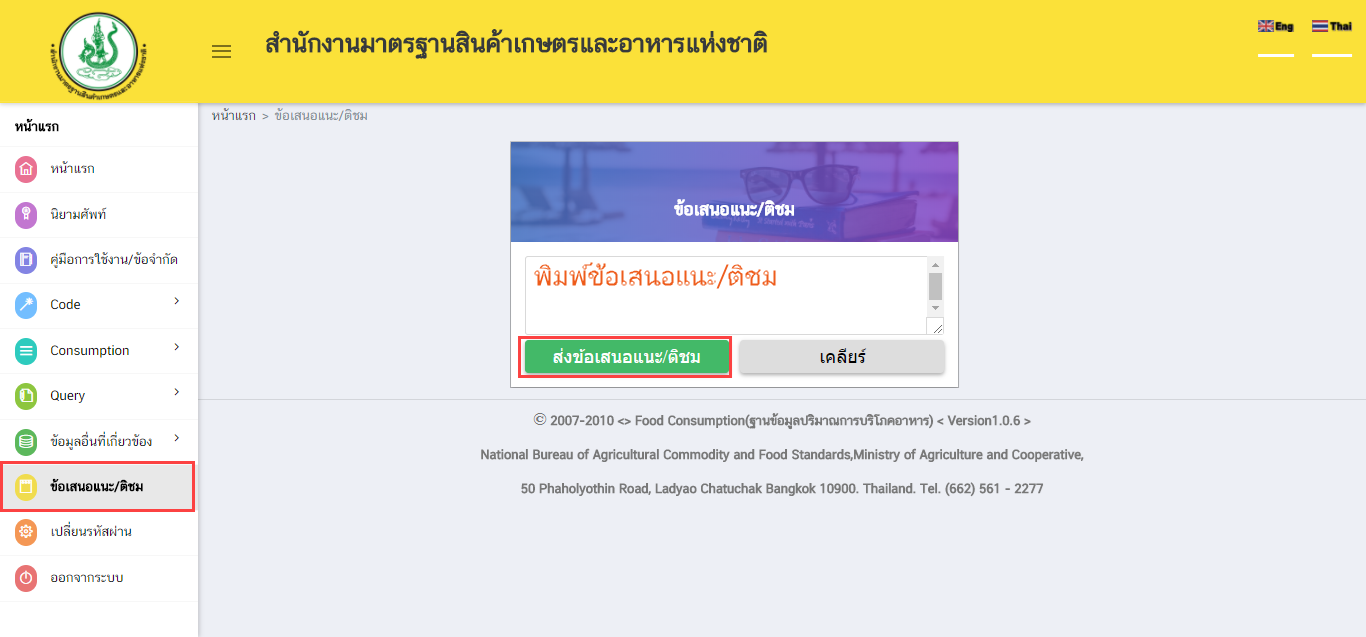 สำนักงานมาตรฐานสินค้าเกษตรและอาหารแห่งชาติ
Eng
Thai
หน้าแรก
หน้าแรก
นิยามศัพท์
คู่มือการใช้งาน/ข้อจำกัด
Code
Consumption
Query
ข้อมูลอื่นที่เกี่ยวข้อง
ข้อเสนอแนะ/ติชม
เปลี่ยนรหัสผ่าน
ออกจากระบบ
หน้าแรก > ข้อเสนอแนะ/ติชม
ข้อเสนอแนะ/ติชม
พิมพ์ข้อเสนอแนะ/ติชม
ส่งข้อเสนอแนะ/ติชม
เคลียร์
© 2007-2010 <> Food Consumption(ฐานข้อมูลปริมาณการบริโภคอาหาร) < Version1.0.6 >
National Bureau of Agricultural Commodity and Food Standards,Ministry of Agriculture and Cooperative,
50 Phaholyothin Road, Ladyao Chatuchak Bangkok 10900. Thailand. Tel. (662) 561 - 2277